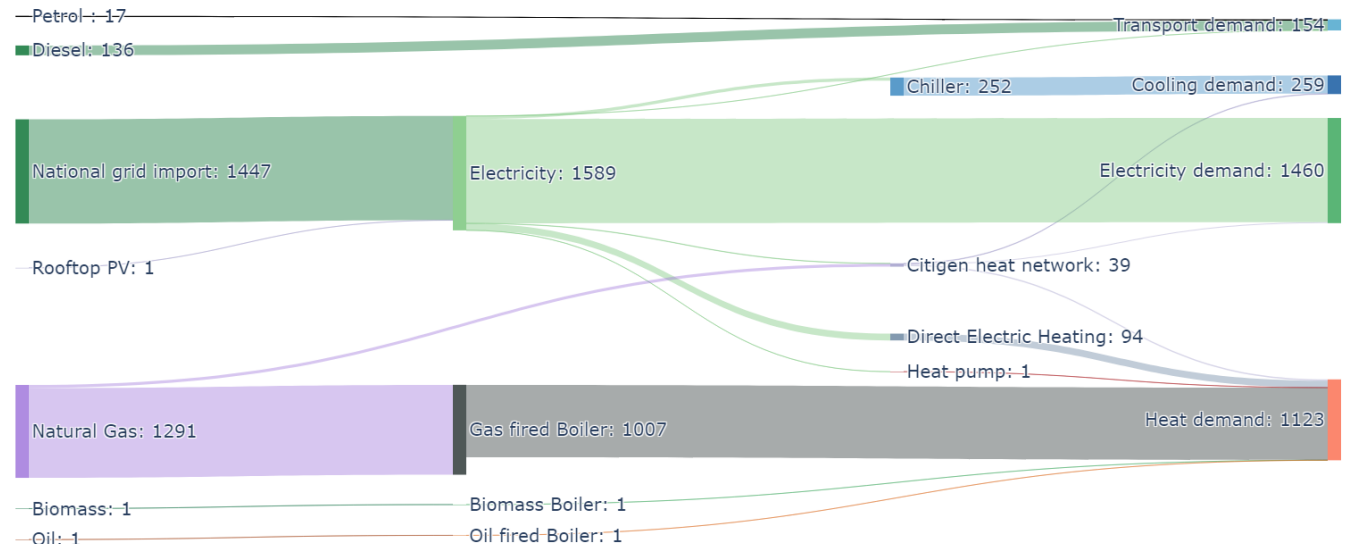 Petrol : 17
Transport demand: 154
Diesel: 136
Chiller: 252
Cooling demand: 259
National grid import: 1447
Electricity: 1589
Electricity demand: 1460
Rooftop PV: 1
Citigen heat network: 39
Direct Electric Heating: 94
Heat pump: 1
Natural Gas: 1291
Gas fired Boiler: 1007
Heat demand: 1123
Biomass: 1
Biomass Boiler: 1
Oil: 1
Oil fired Boiler: 1